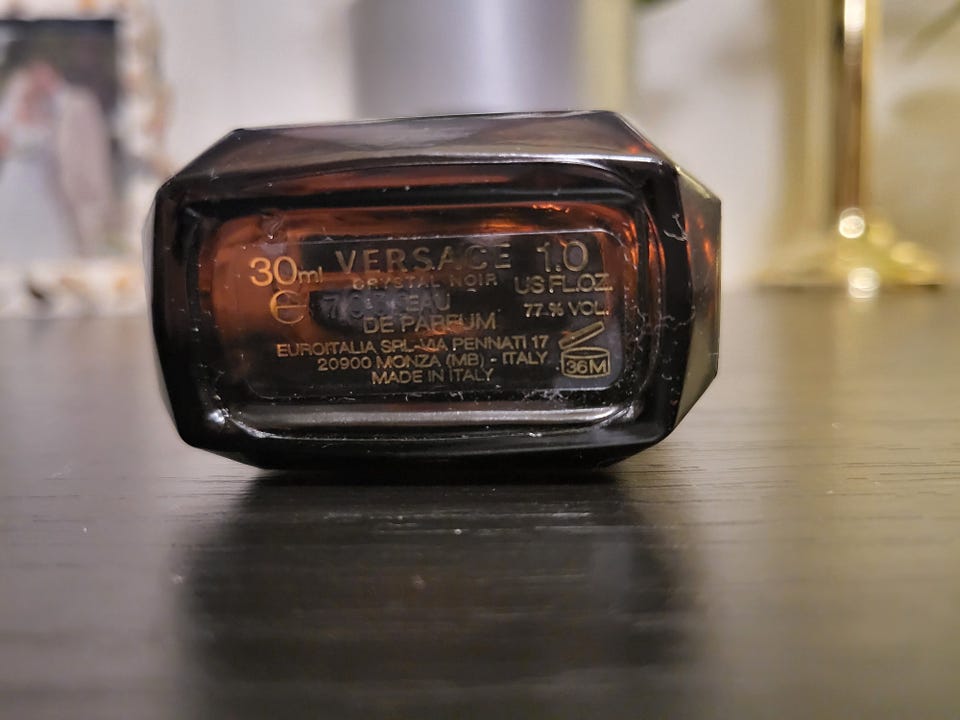 30ml VERSACE 1.0
CRYSTAL NOIR US FL.OZ.
e EAU 77 % VOL.
DE PARFUM
EUROITALIA SRL-VIA PENNATI 17
20900 MONZA (MB) - ITALY
MADE IN ITALY
36M